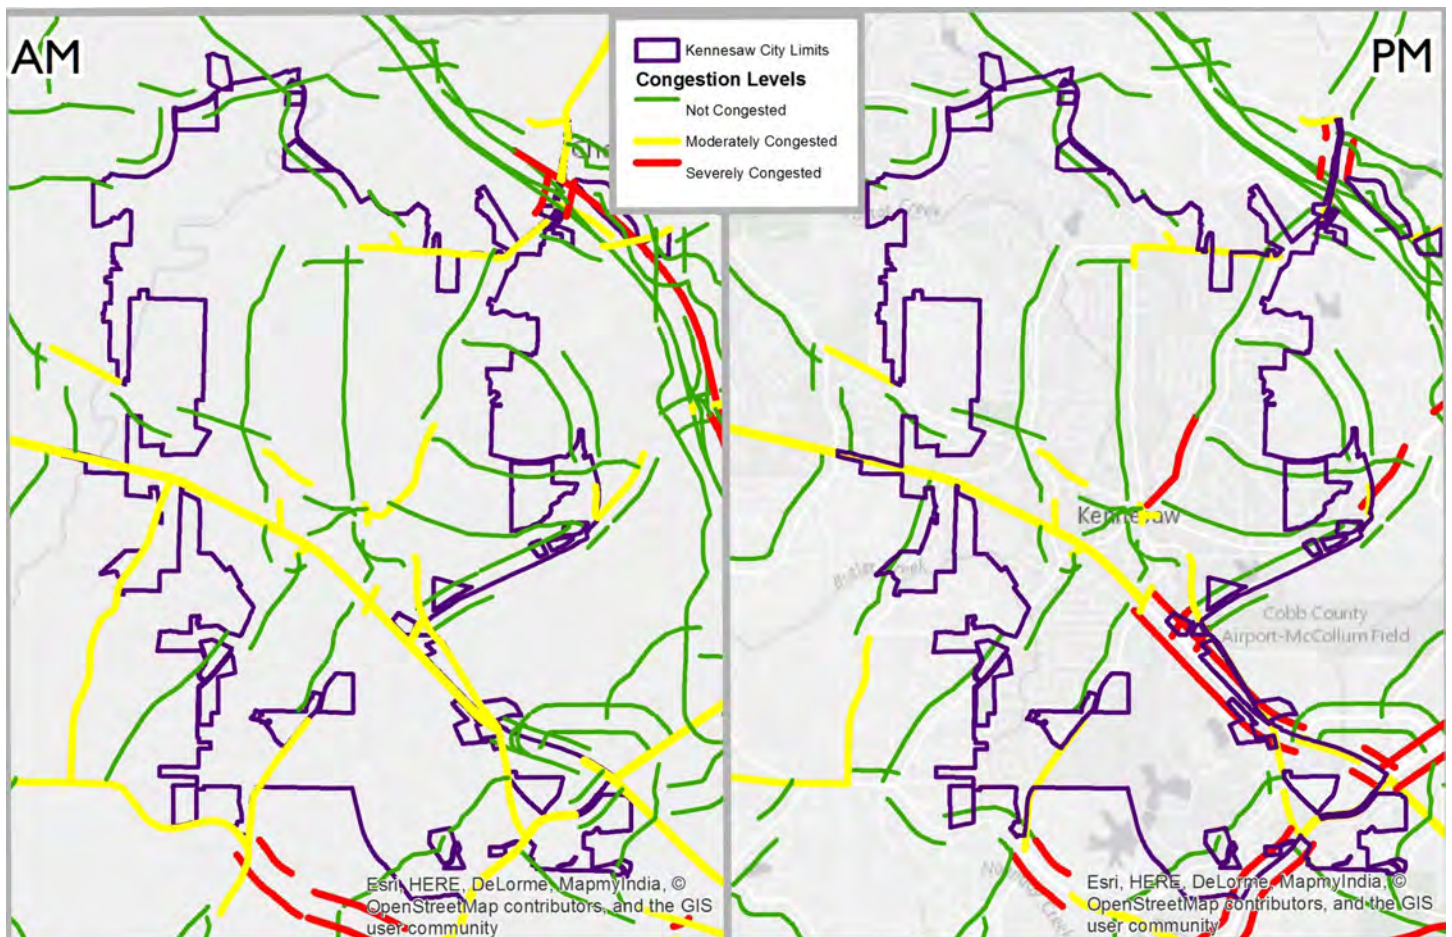 AM
PM
Kennesaw City Limits
Congestion Levels
Not Congested
Moderately Congested
Severely Congested
Kennesaw
Cobb County
Airport-McCollum Field
Esri, HERE, DeLorme, MapmyIndia, ©
OpenStreetMap contributors, and the GIS
user community
Esri, HERE, DeLorme, MapmyIndia, ©
OpenStreetMap contributors, and the GIS
user community